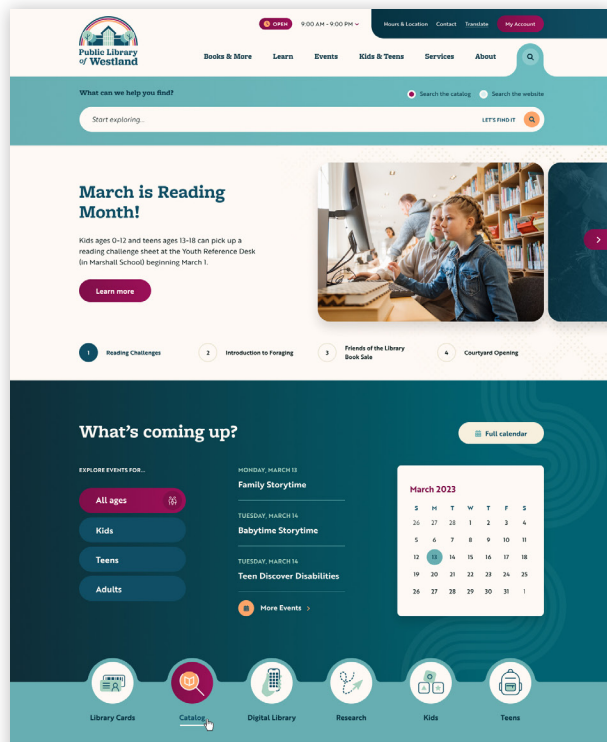 Public Library
of Westland
OPEN
9:00 AM - 9:00 PM
Hours & Location
Contact
Translate
My Account
Books & More
Learn
Events
Kids & Teens
Services
About
What can we help you find?
Search the catalog
Search the website
Start exploring...
LET'S FIND IT
March is Reading
Month!
Kids ages 0-12 and teens ages 13-18 can pick up a
reading challenge sheet at the Youth Reference Desk
(in Marshall School) beginning March 1.
Learn more
1 Reading Challenges
2 Introduction to Foraging
3 Friends of the Library
Book Sale
4 Courtyard Opening
What's coming up?
Full calendar
EXPLORE EVENTS FOR...
All ages
Kids
Teens
Adults
MONDAY, MARCH 13
Family Storytime
TUESDAY, MARCH 14
Babytime Storytime
TUESDAY, MARCH 14
Teen Discover Disabilities
More Events
March 2023
S M T W T F S
26 27 28 1 2 3 4
5 6 7 8 9 10 11
12 13 14 15 16 17 18
19 20 21 22 23 24 25
26 27 28 29 30 31 1
Library Cards
Catalog
Digital Library
Research
Kids
Teens